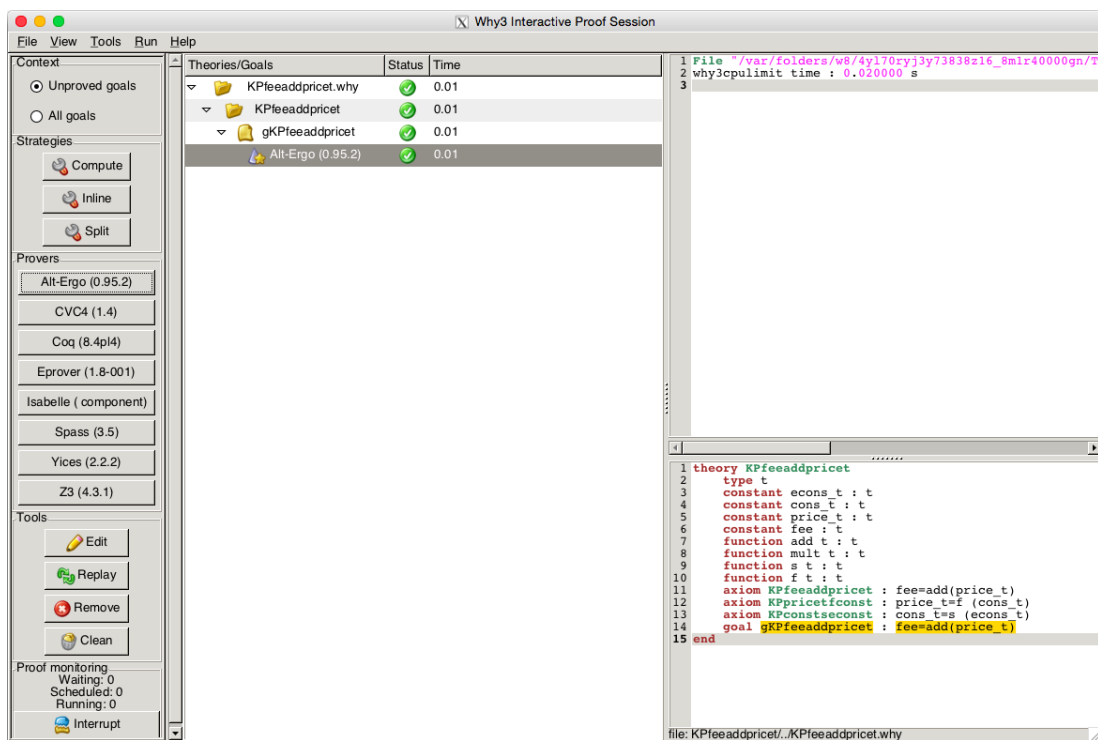 Why3 Interactive Proof Session
File View Tools Run Help
Context
Unproved goals
All goals
Strategies
Compute
Inline
Split
Provers
Alt-Ergo (0.95.2)
CVC4 (1.4)
Coq (8.4pl4)
Eprover (1.8-001)
Isabelle ( component)
Spass (3.5)
Yices (2.2.2)
Z3 (4.3.1)
Tools
Edit
Replay
Remove
Clean
Proof monitoring
Waiting: 0
Scheduled: 0
Running: 0
Interrupt
Theories/Goals Status Time
KPfeeaddpricet.why 0.01
KPfeeaddpricet 0.01
gKPfeeaddpricet 0.01
Alt-Ergo (0.95.2) 0.01
1 File "/var/folders/w8/4yl70ryj3y73838z16_8m1r40000gn/T
2 why3cpulimit time : 0.020000 s
3
1 theory KPfeeaddpricet
2 type t
3 constant econs_t : t
4 constant cons_t : t
5 constant price_t : t
6 constant fee : t
7 function add t : t
8 function mult t : t
9 function s t : t
10 function f t : t
11 axiom KPfeeaddpricet : fee=add(price_t)
12 axiom KPpricetfconst : price_t=f (cons_t)
13 axiom KPconstseconst : cons_t=s (econs_t)
14 goal gKPfeeaddpricet : fee=add(price_t)
15 end
file: KPfeeaddpricet/../KPfeeaddpricet.why